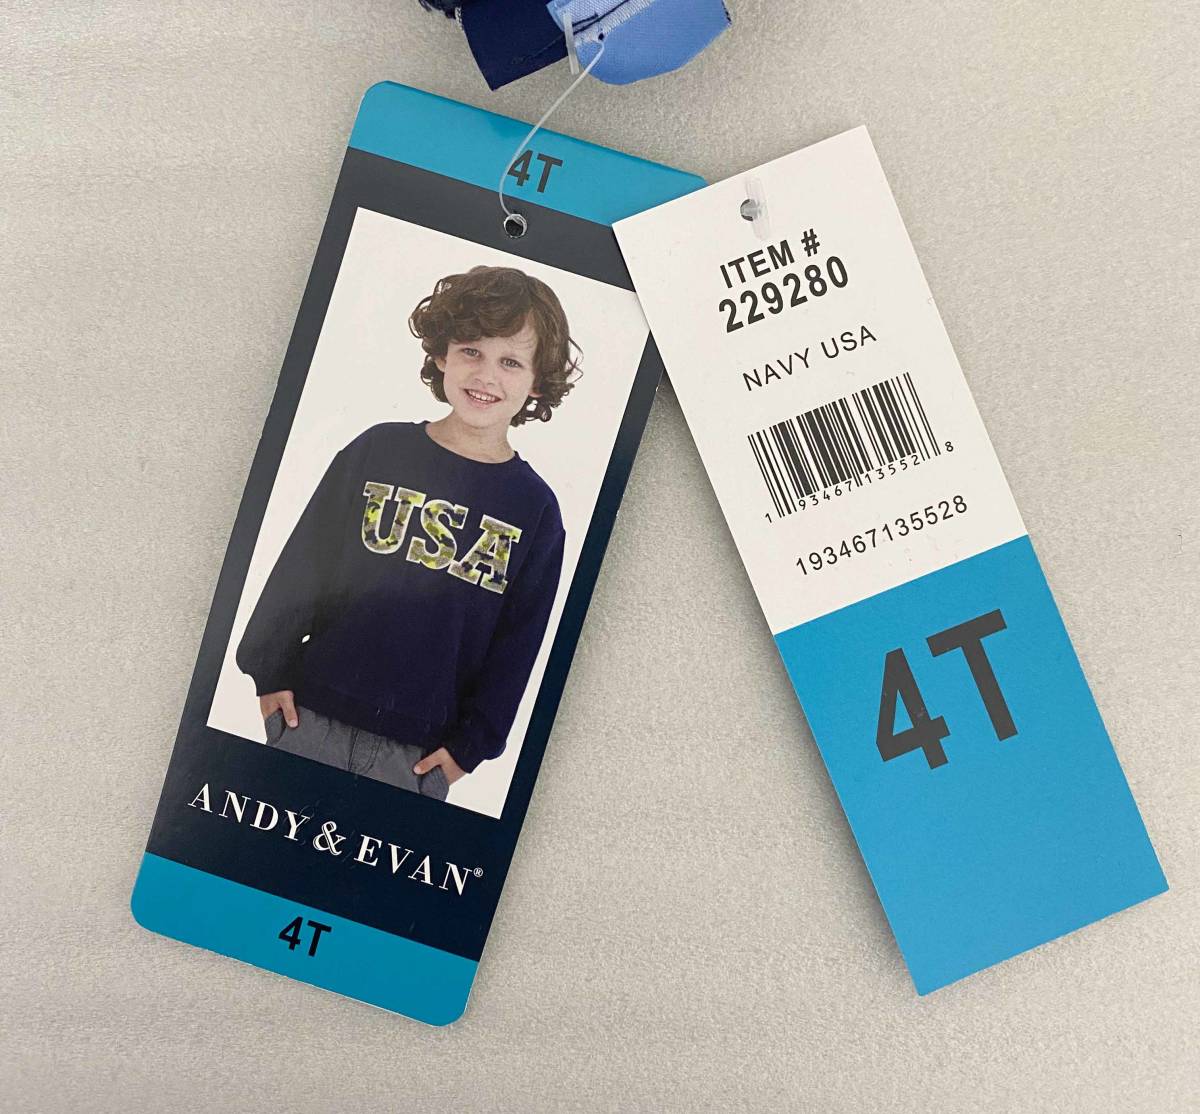 4T
USA
ANDY & EVAN®
4T
ITEM #
229280
NAVY USA
1 93467 13552 8
193467135528
4T